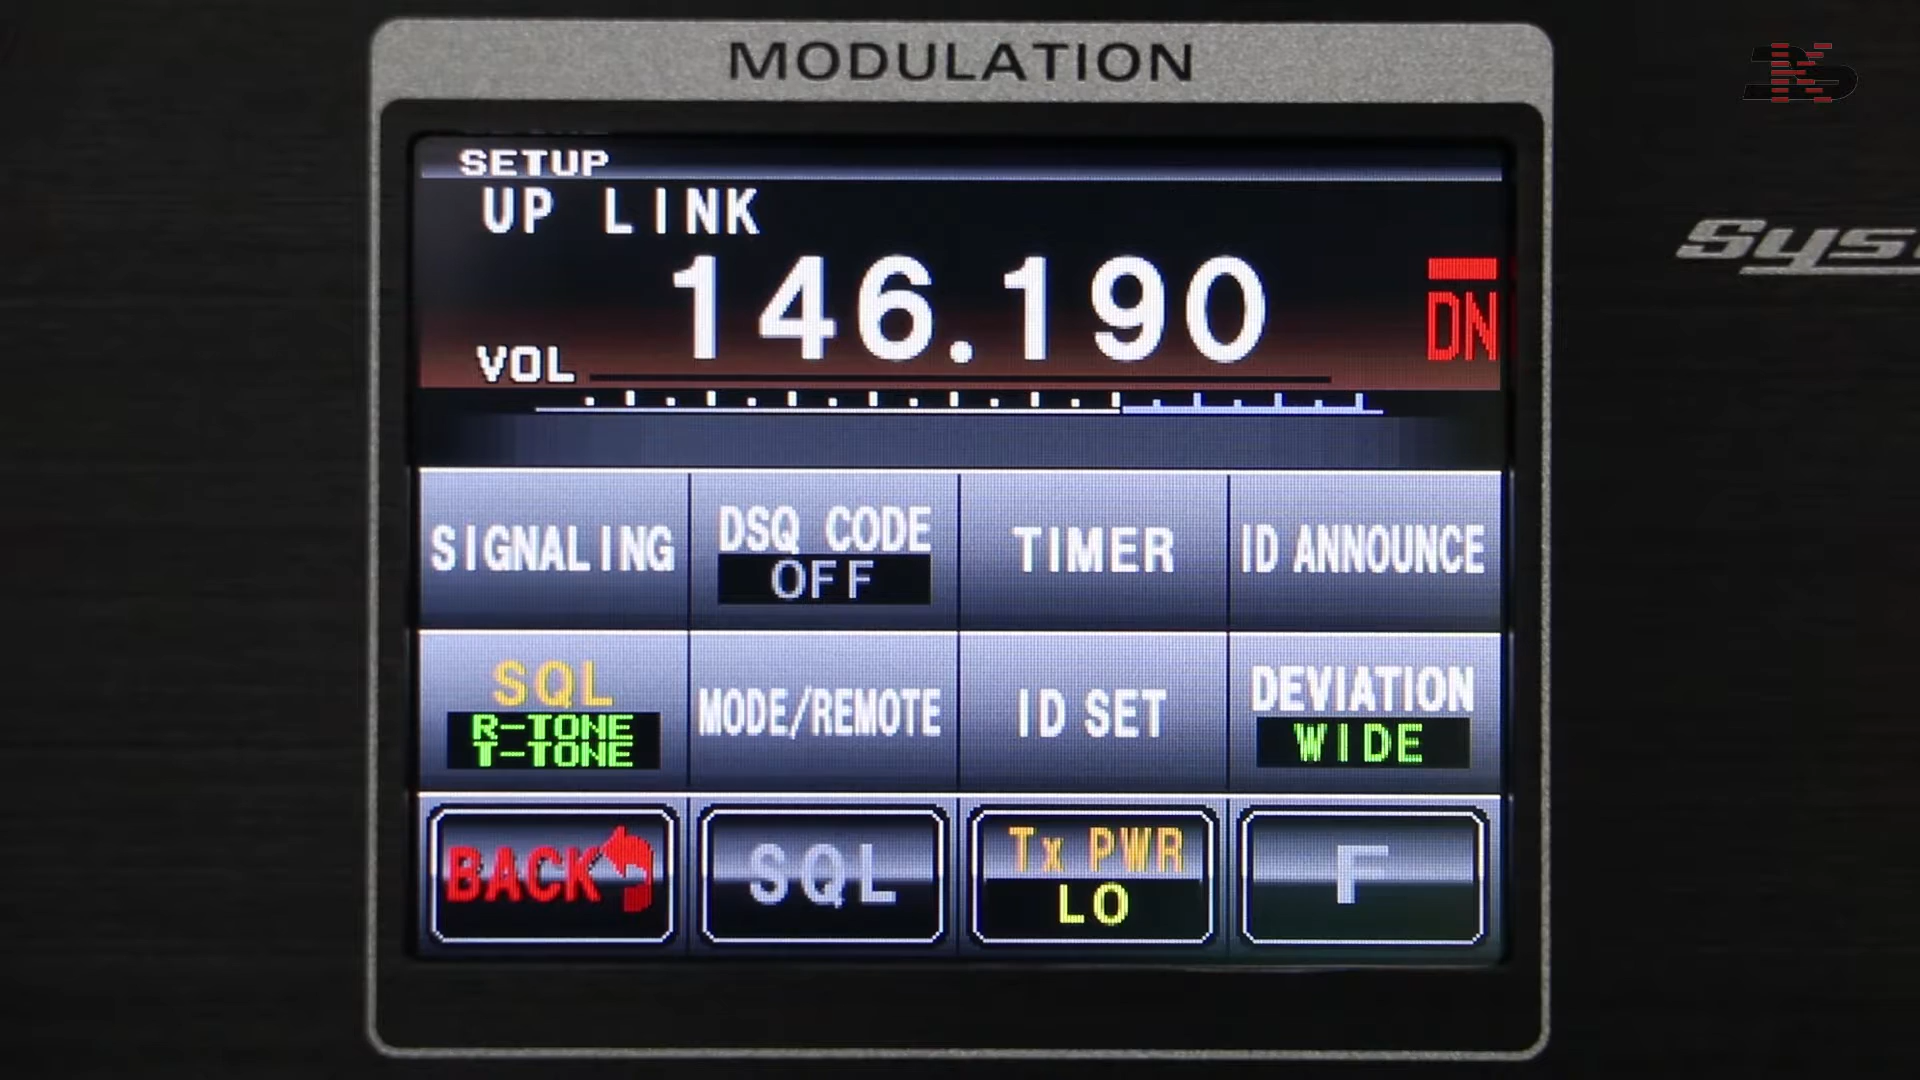 MODULATION
SETUP
UP LINK
146.190
DN
VOL
SIGNALING
DSQ CODE
OFF
TIMER
ID ANNOUNCE
SQL
R-TONE
T-TONE
MODE/REMOTE
ID SET
DEVIATION
WIDE
BACK
SQL
Tx PWR
LO
F